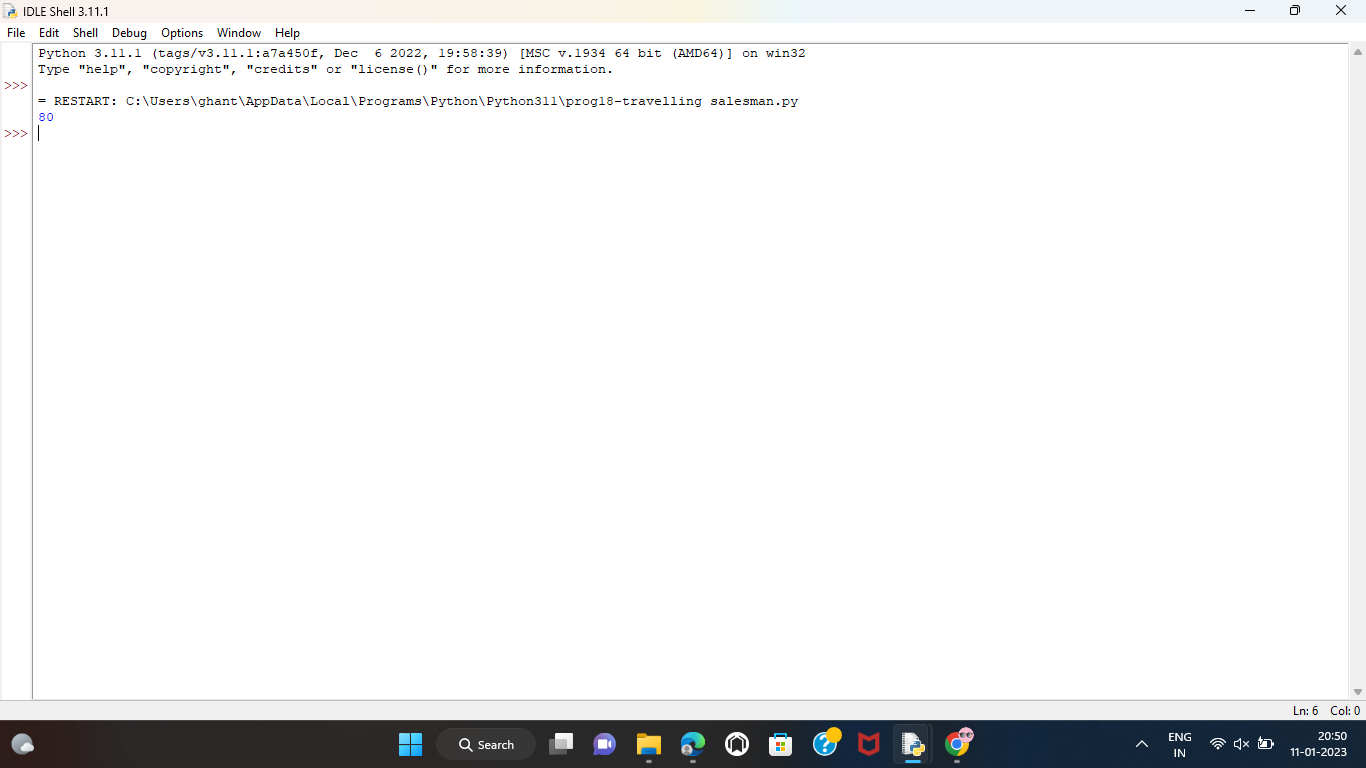 IDLE Shell 3.11.1
File Edit Shell Debug Options Window Help
Python 3.11.1 (tags/v3.11.1:a7a450f, Dec  6 2022, 19:58:39) [MSC v.1934 64 bit (AMD64)] on win32
Type "help", "copyright", "credits" or "license()" for more information.
>>>
= RESTART: C:\Users\ghant\AppData\Local\Programs\Python\Python311\prog18-travelling salesman.py
80
>>>
Ln: 6 Col: 0
Search
ENG
IN
20:50
11-01-2023